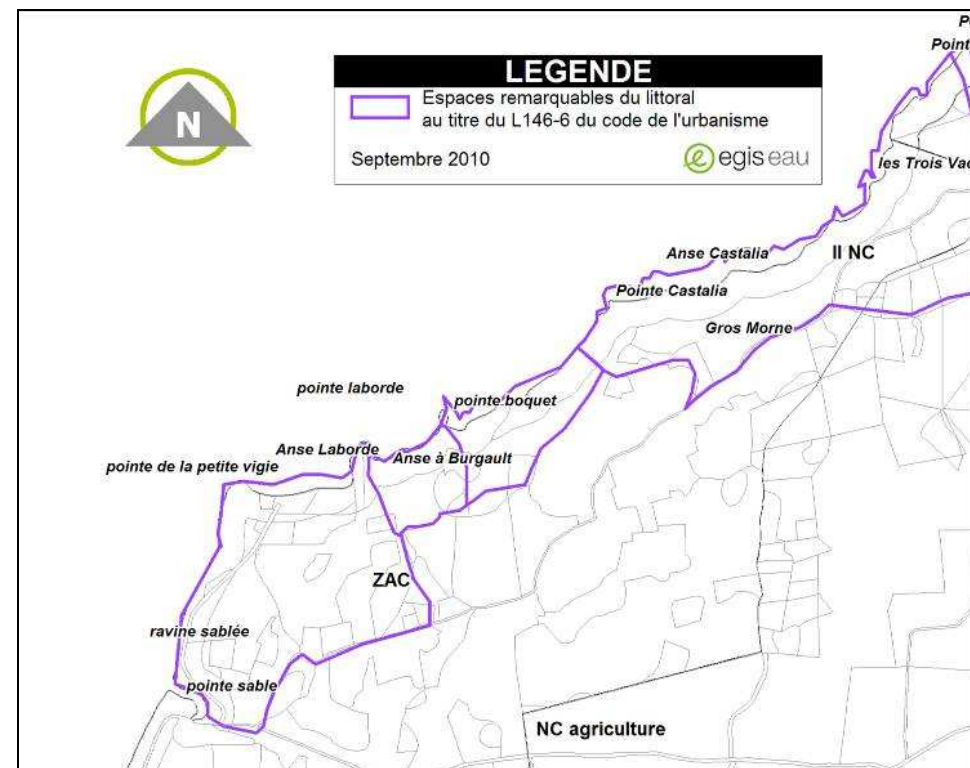 LEGENDE
Espaces remarquables du littoral
au titre du L146-6 du code de l'urbanisme
Septembre 2010
egis eau
N
les Trois
Anse Castalia
II NC
Pointe Castalia
Gros Morne
pointe laborde
pointe boquet
Anse Laborde
Anse à Burgault
pointe de la petite vigie
ZAC
ravine sablée
pointe sable
NC agriculture